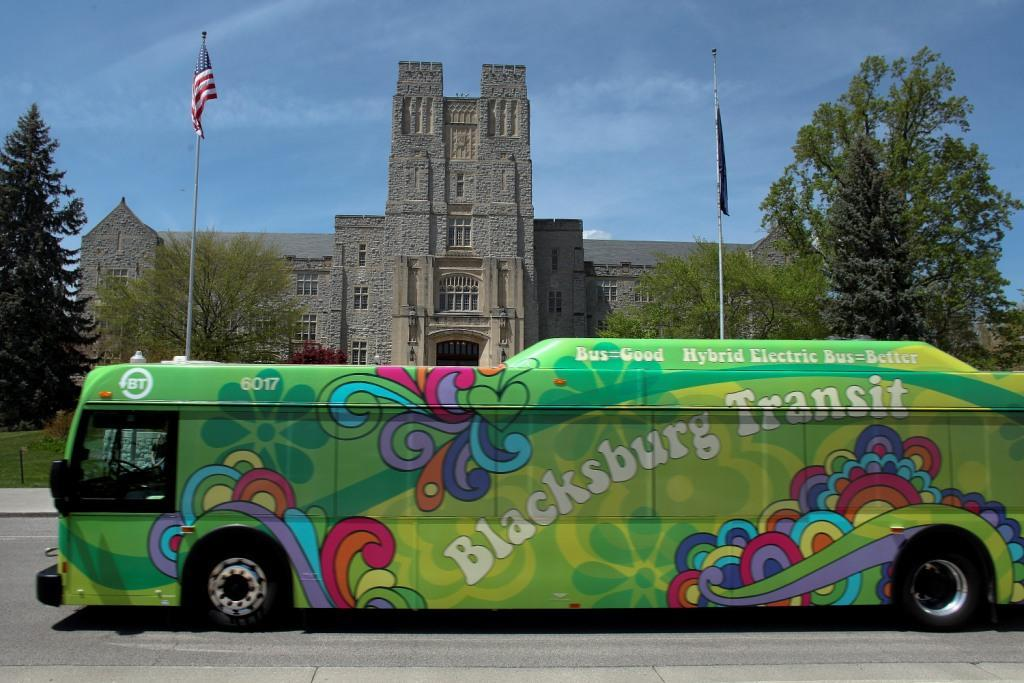 Bus=Good Hybrid Electric Bus=Better
BT
6017
Blacksburg Transit